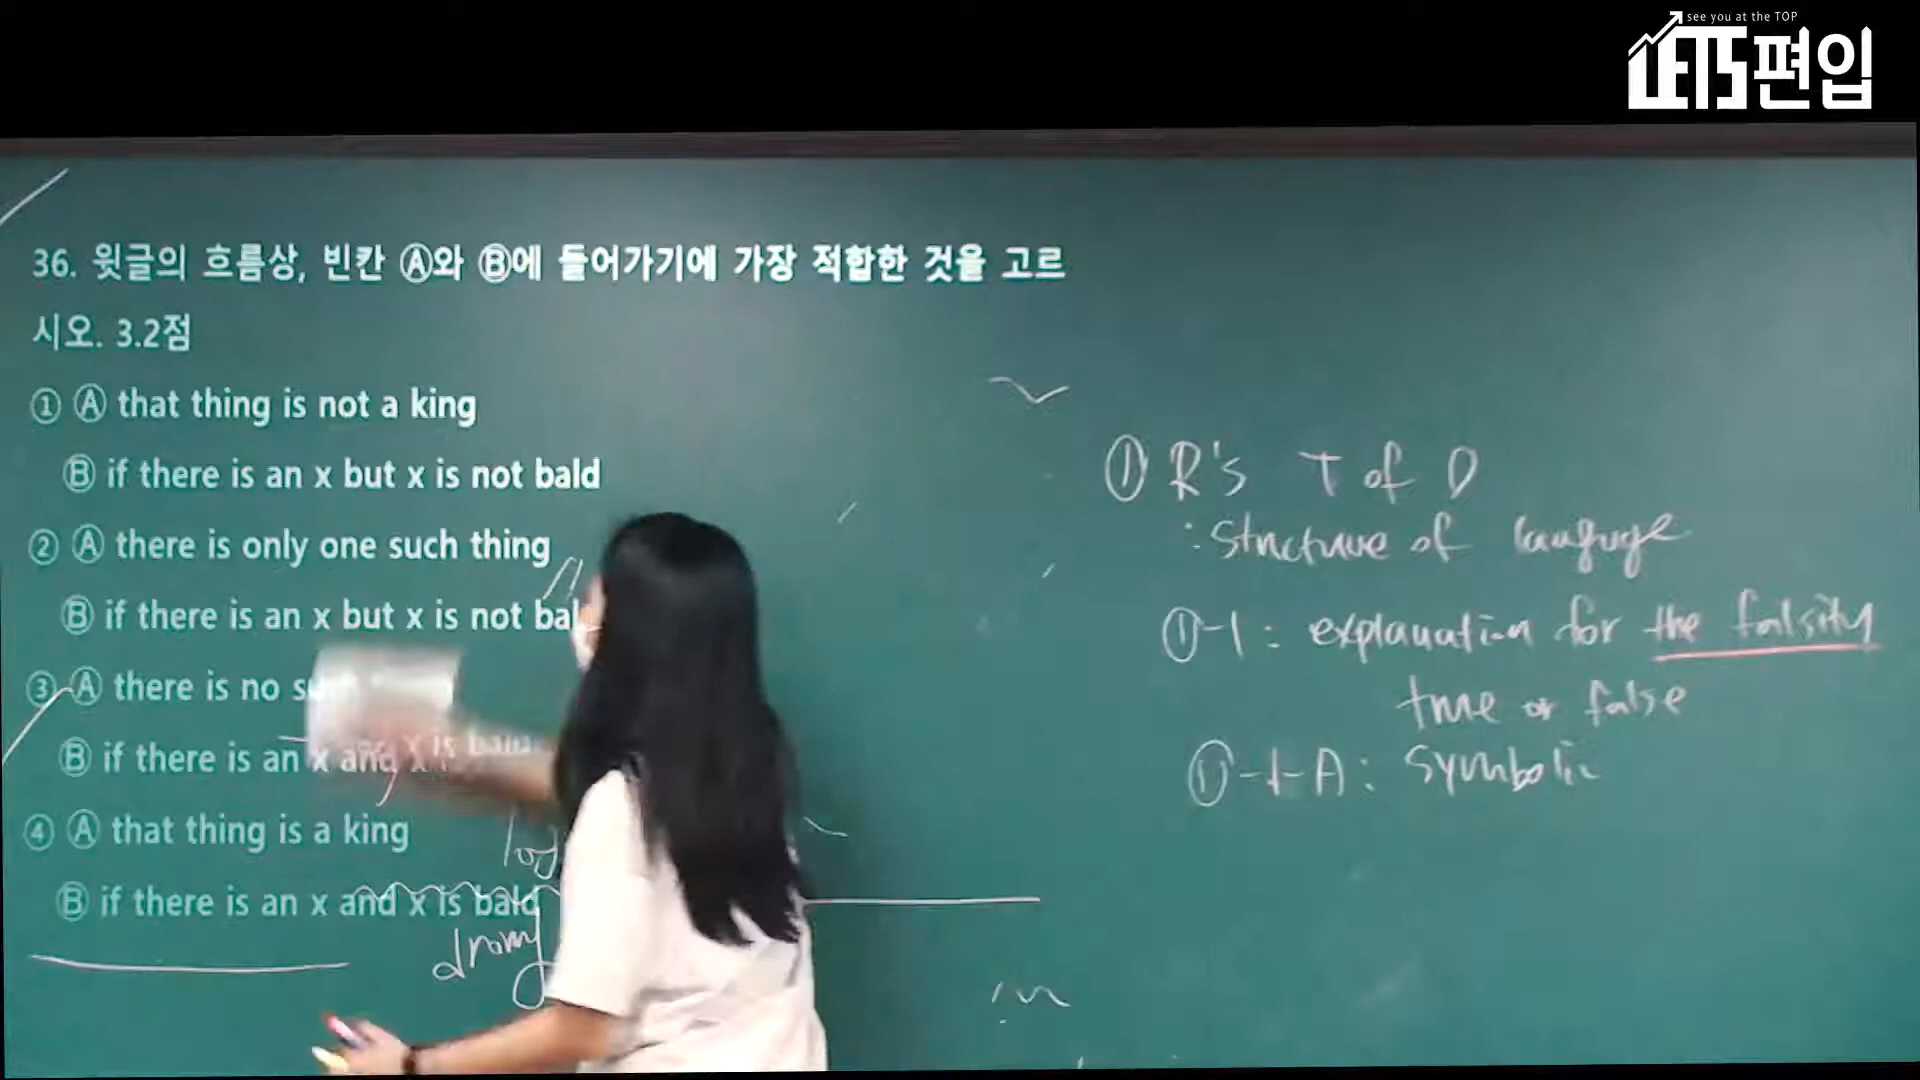 see you at the TOP
LETS편입
36. 윗글의 흐름상, 빈칸 Ⓐ와 Ⓑ에 들어가기에 가장 적합한 것을 고르
시오. 3.2점
① Ⓐ that thing is not a king
Ⓑ if there is an x but x is not bald
② Ⓐ there is only one such thing
Ⓑ if there is an x but x is not bal
③ Ⓐ there is no
Ⓑ if there is an x and x is bald
④ Ⓐ that thing is a king
Ⓑ if there is an x and x is bald
① R's T of D
: structure of language
①-1 : explanation for the falsity
true or false
①-1-A : symbolic